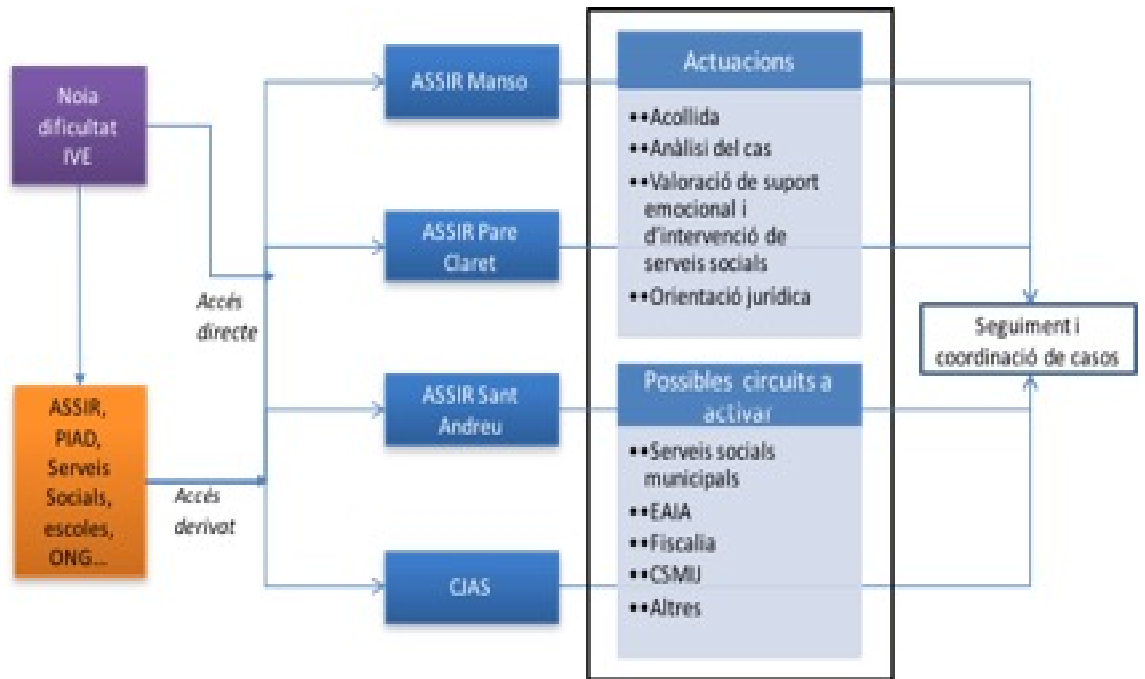 Noia
dificultat
IVE
ASSIR,
PIAD,
Serveis
Socials,
escoles,
ONG...
Accés
directe
Accés
derivat
ASSIR Manso
ASSIR Pare
Claret
ASSIR Sant
Andreu
CJAS
Actuacions
••Acollida
••Anàlisi del cas
••Valoració de suport
emocional i
d'intervenció de
serveis socials
••Orientació jurídica
Possibles circuits a
activar
••Serveis socials
municipals
••EAIA
••Fiscalia
••CSMIJ
••Altres
Seguiment i
coordinació de casos